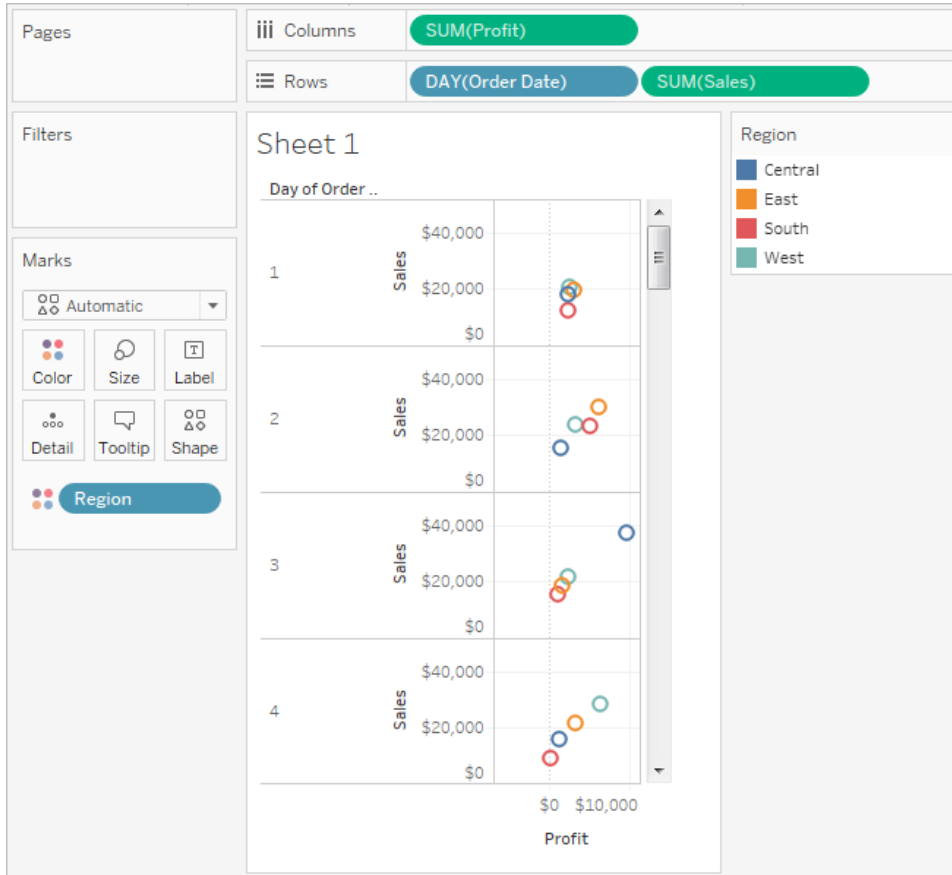 Pages
Columns
SUM(Profit)
Rows
DAY(Order Date)
SUM(Sales)
Filters
Marks
Automatic
Color
Size
Label
Detail
Tooltip
Shape
Region
Sheet 1
Day of Order ..
1
Sales
$40,000
$20,000
$0
2
Sales
$40,000
$20,000
$0
3
Sales
$40,000
$20,000
$0
4
Sales
$40,000
$20,000
$0
$0 $10,000
Profit
Region
Central
East
South
West